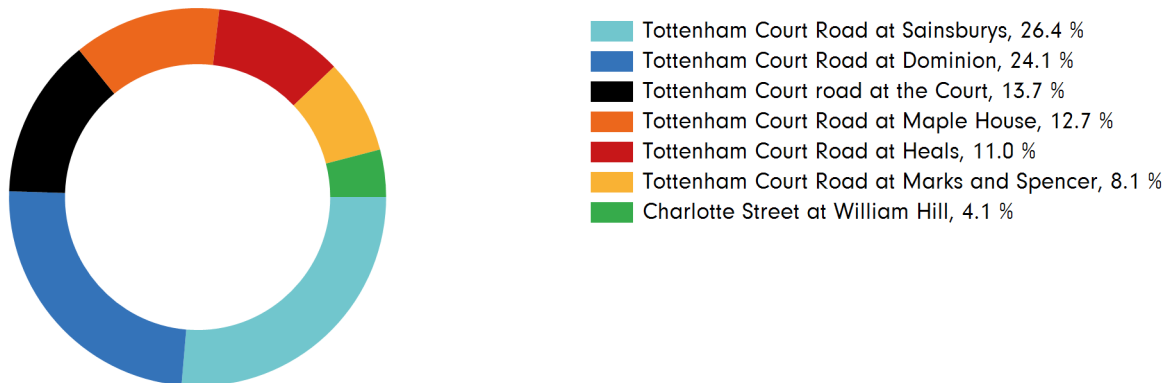 Tottenham Court Road at Sainsburys, 26.4 %
Tottenham Court Road at Dominion, 24.1 %
Tottenham Court road at the Court, 13.7 %
Tottenham Court Road at Maple House, 12.7 %
Tottenham Court Road at Heals, 11.0 %
Tottenham Court Road at Marks and Spencer, 8.1 %
Charlotte Street at William Hill, 4.1 %